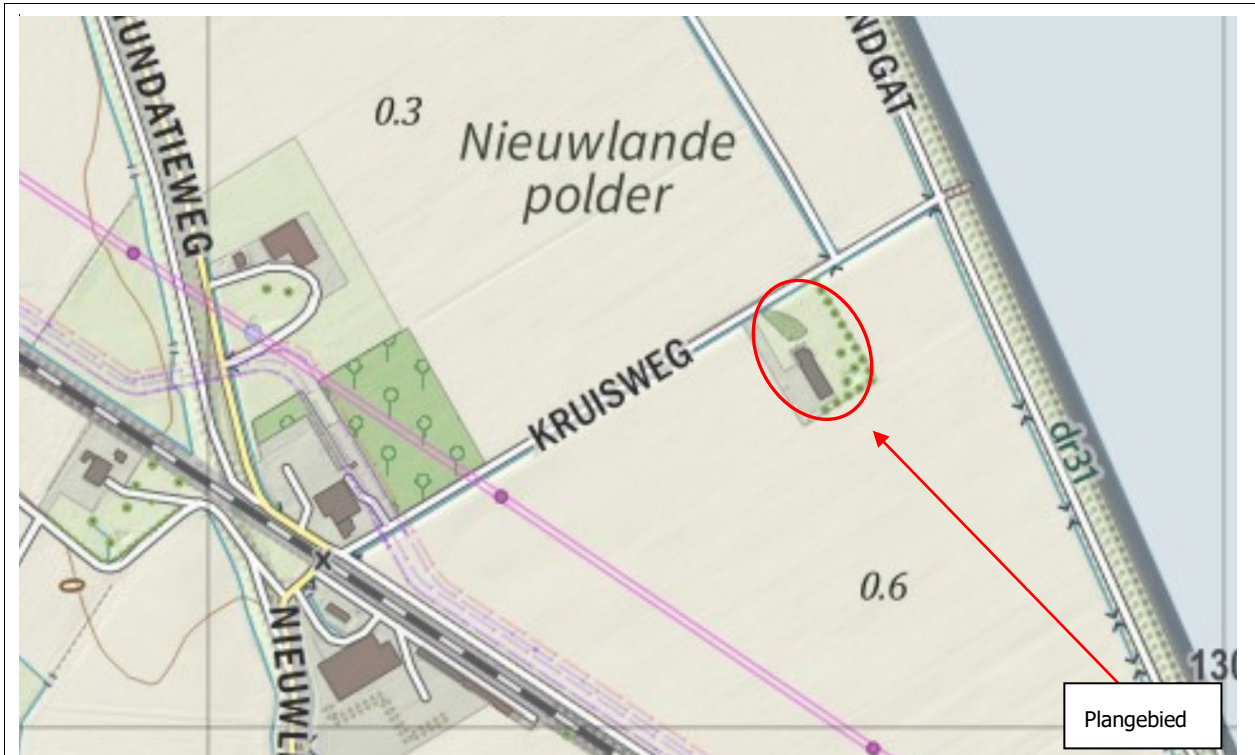 UNDATIEWEG
NDGAT
0.3
Nieuwlande
polder
KRUISWEG
dr31
0
0.6
NIEUWL
130
Plangebied